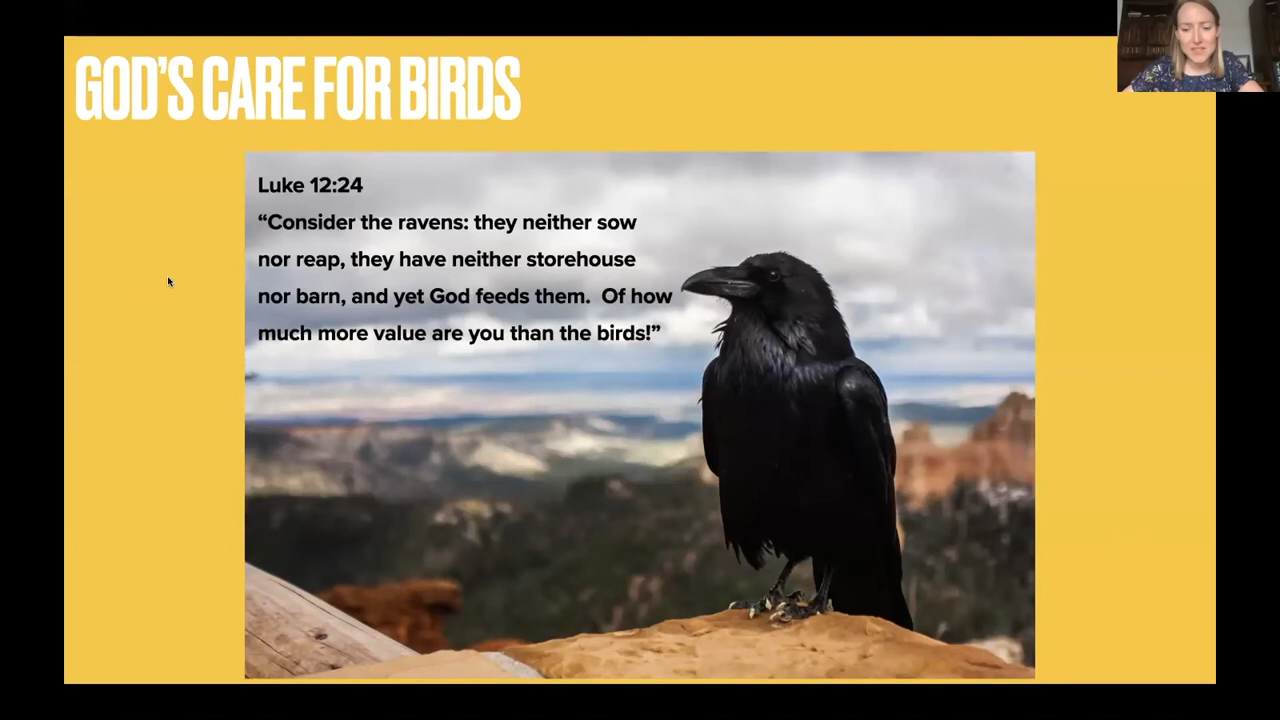 GOD'S CARE FOR BIRDS
Luke 12:24
“Consider the ravens: they neither sow
nor reap, they have neither storehouse
nor barn, and yet God feeds them.  Of how
much more value are you than the birds!”